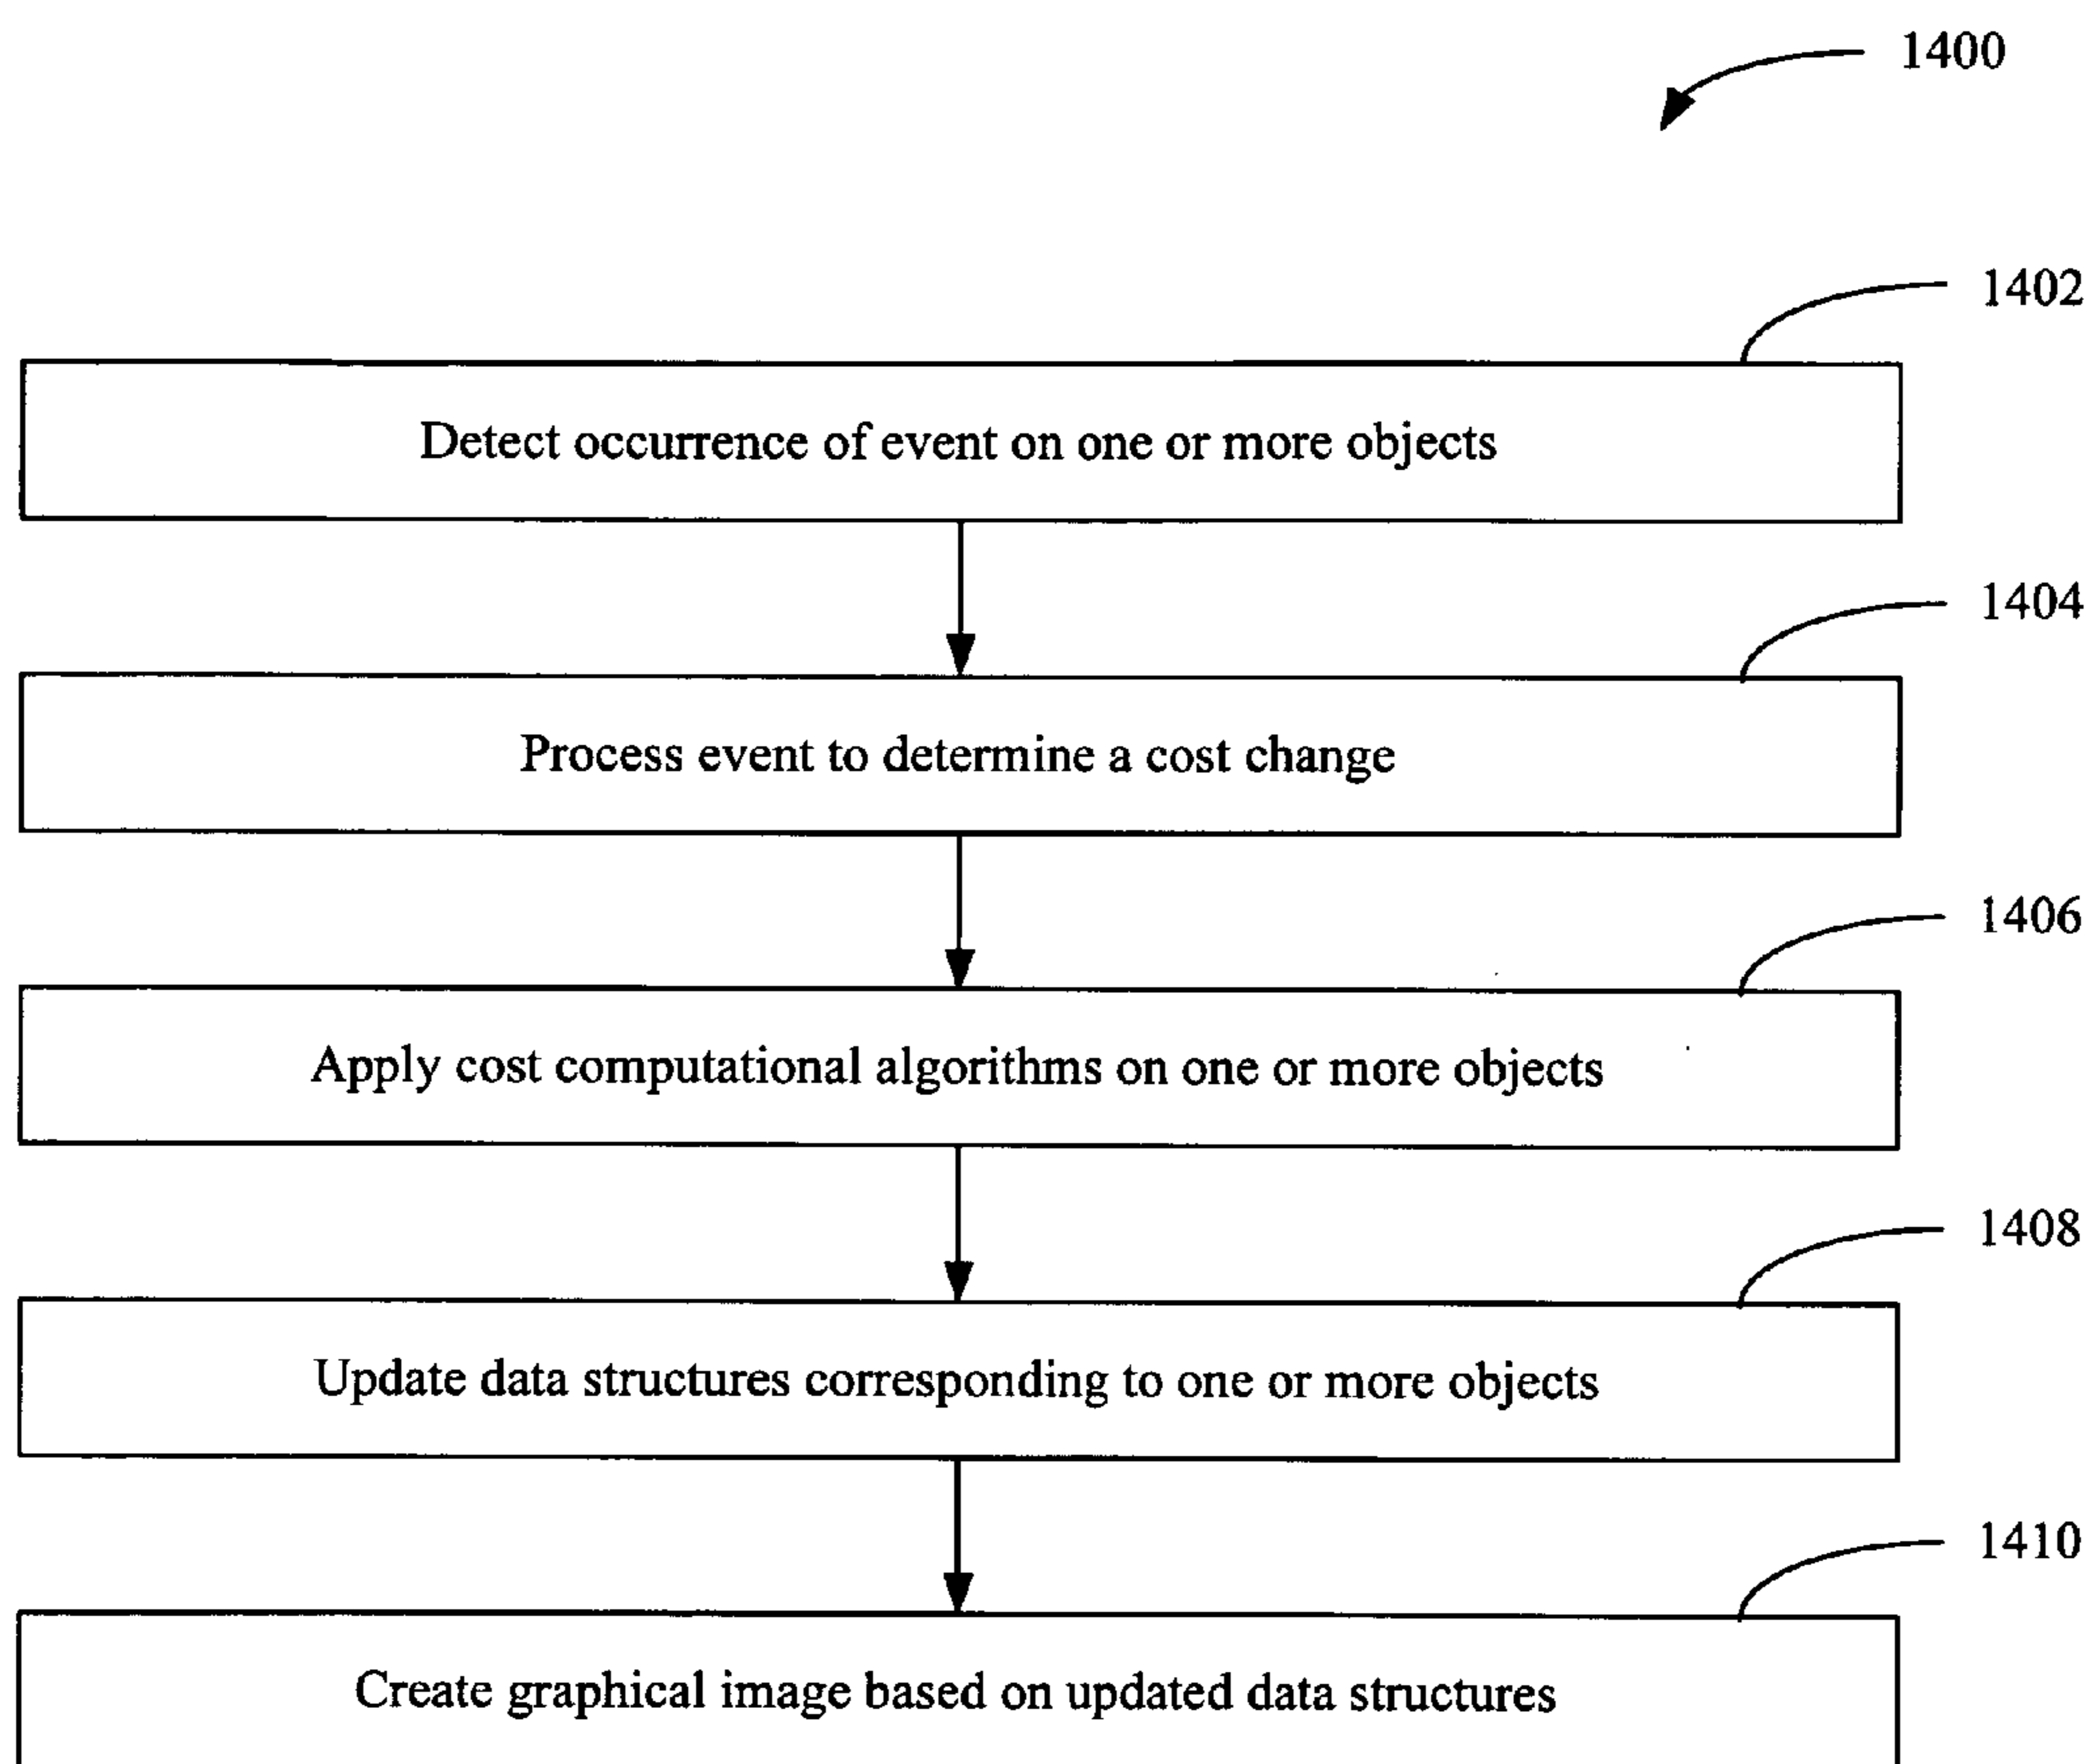 1400
1402
Detect occurrence of event on one or more objects
1404
Process event to determine a cost change
1406
Apply cost computational algorithms on one or more objects
1408
Update data structures corresponding to one or more objects
1410
Create graphical image based on updated data structures